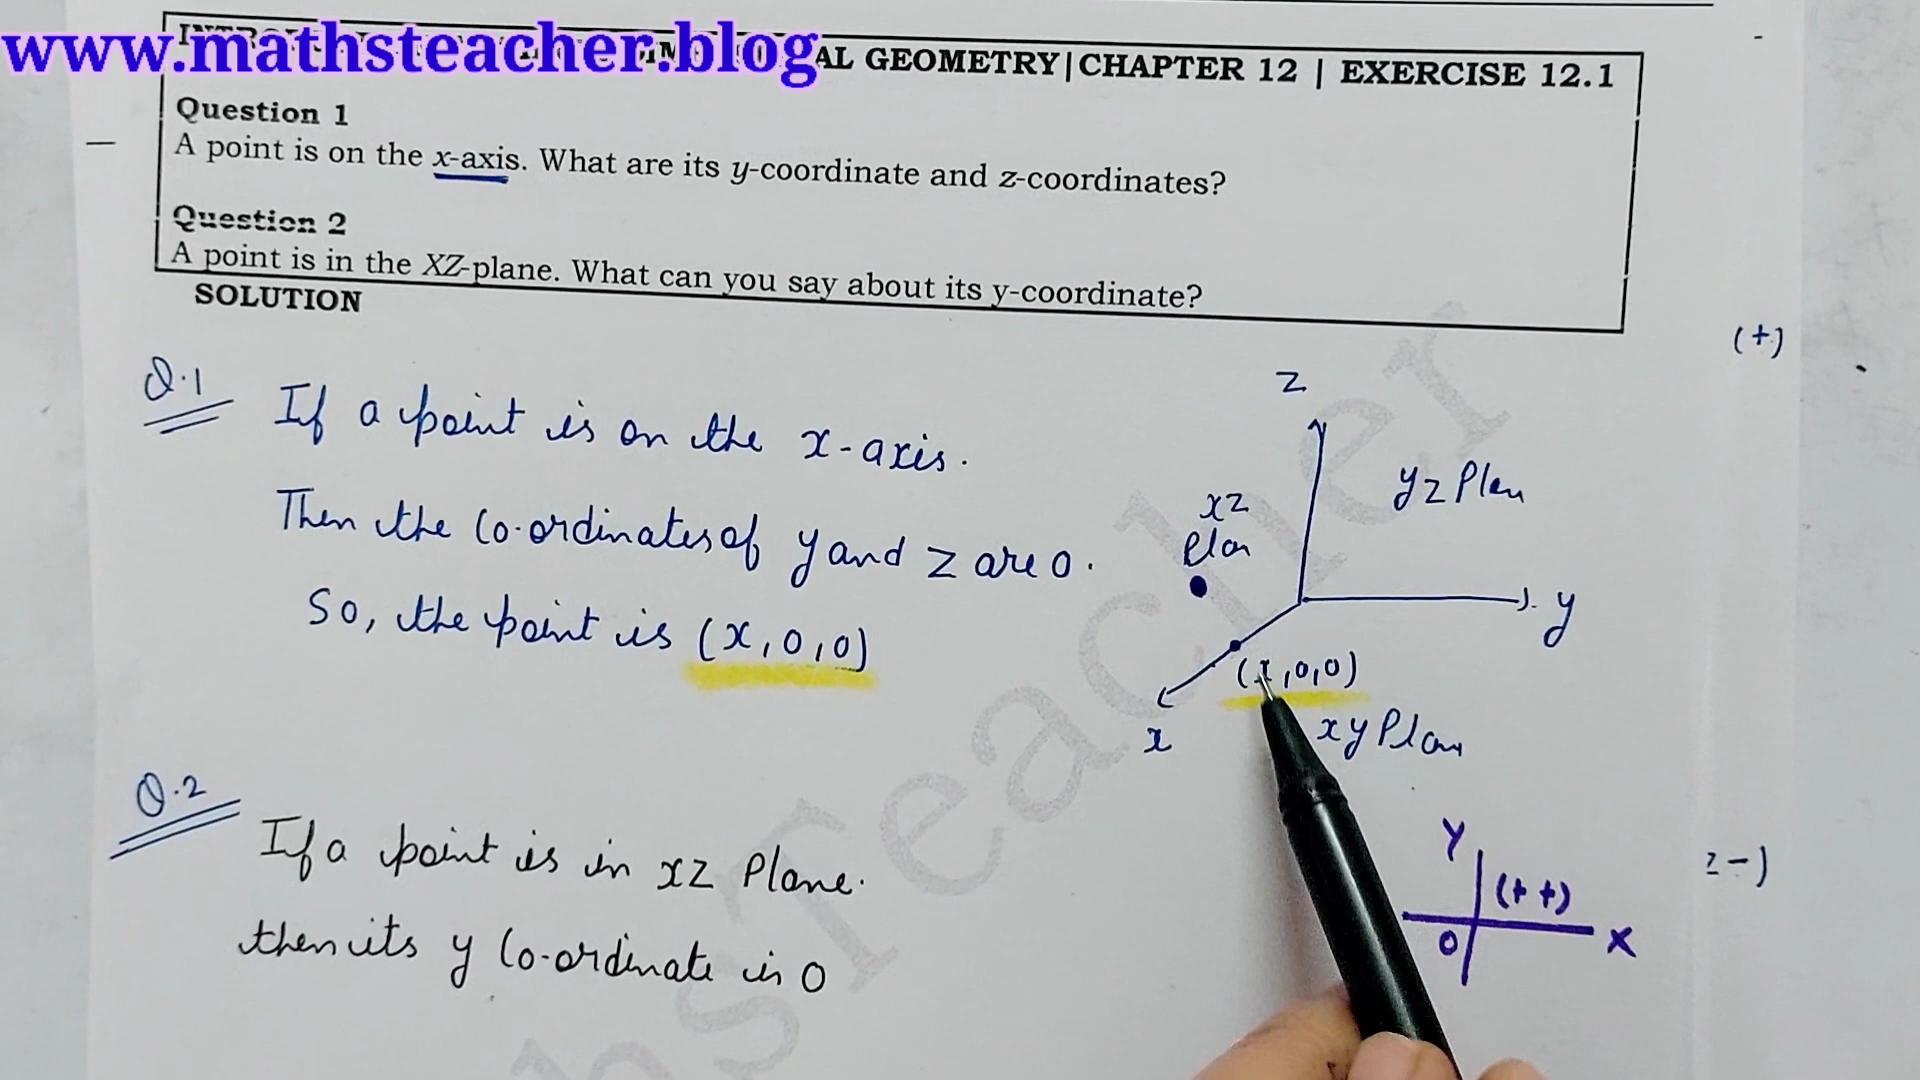 www.mathsteacher.blog
AL GEOMETRY|CHAPTER 12 | EXERCISE 12.1
Question 1
A point is on the x-axis. What are its y-coordinate and z-coordinates?
Question 2
A point is in the XZ-plane. What can you say about its y-coordinate?
SOLUTION
Q.1
If a point is on the x-axis.
Then the Co-ordinates of y and z are 0.
So, the point is (x,0,0)
Q.2
If a point is in xz Plane.
then its y Co-ordinate is 0
z
yz Plan
xz
Plan
y
(x,0,0)
x
xy Plan
(+)
Y
(+ +)
O
X
-)
Teacher